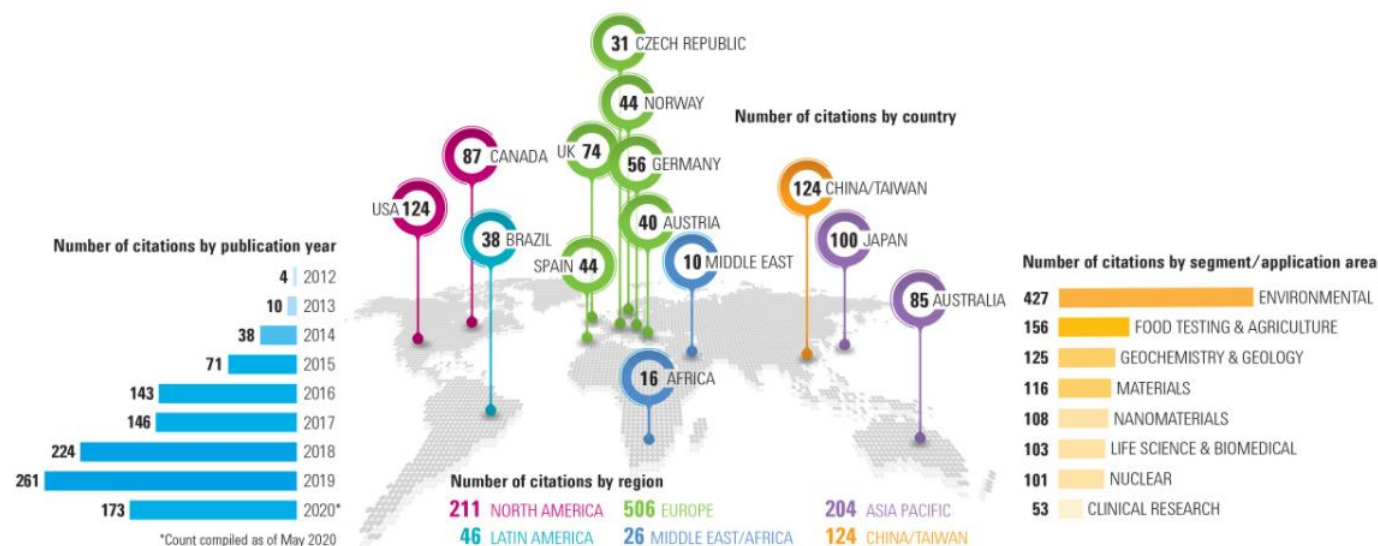 31 CZECH REPUBLIC
44 NORWAY
Number of citations by country
87 CANADA
UK 74
56 GERMANY
124 CHINA/TAIWAN
USA 124
40 AUSTRIA
38 BRAZIL
100 JAPAN
SPAIN 44
10 MIDDLE EAST
85 AUSTRALIA
16 AFRICA
Number of citations by publication year
4 2012
10 2013
38 2014
71 2015
143 2016
146 2017
224 2018
261 2019
173 2020*
*Count compiled as of May 2020
Number of citations by region
211 NORTH AMERICA 506 EUROPE 204 ASIA PACIFIC
46 LATIN AMERICA 26 MIDDLE EAST/AFRICA 124 CHINA/TAIWAN
Number of citations by segment/application area
427 ENVIRONMENTAL
156 FOOD TESTING & AGRICULTURE
125 GEOCHEMISTRY & GEOLOGY
116 MATERIALS
108 NANOMATERIALS
103 LIFE SCIENCE & BIOMEDICAL
101 NUCLEAR
53 CLINICAL RESEARCH